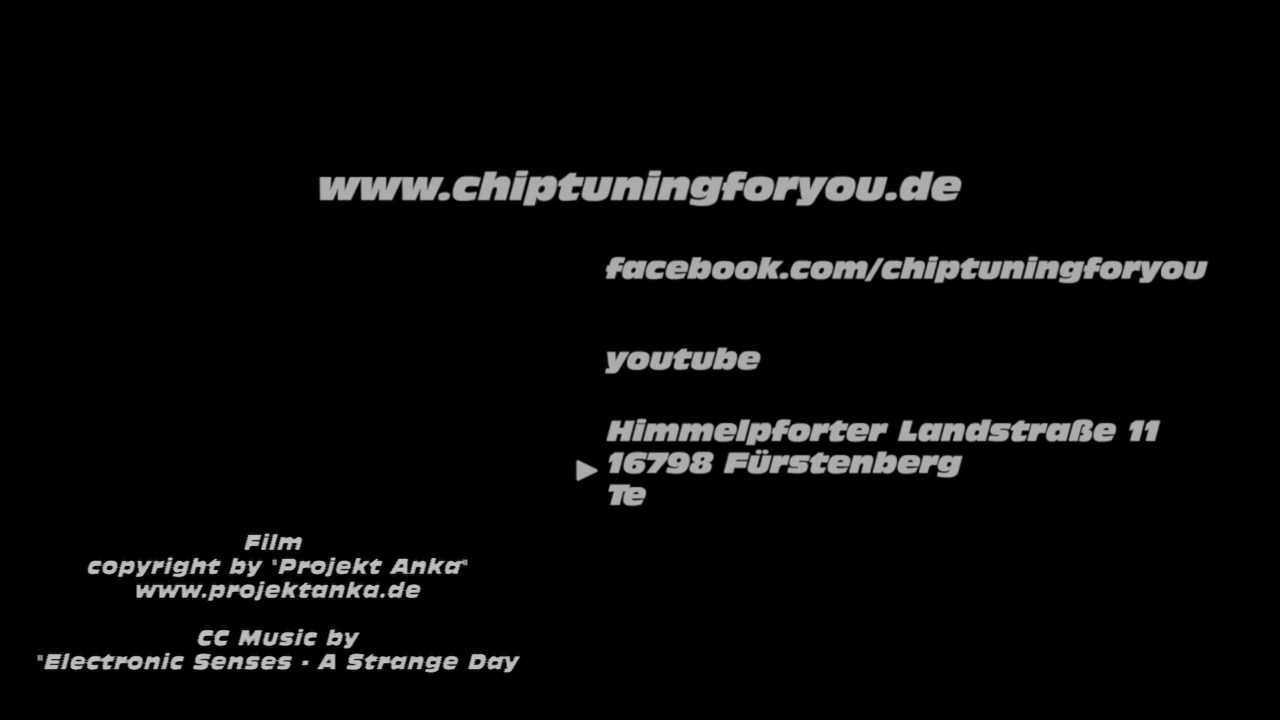 www.chiptuningforyou.de
facebook.com/chiptuningforyou
youtube
Himmelpforter Landstraße 11
16798 Fürstenberg
Te
Film
copyright by "Projekt Anka"
www.projektanka.de
CC Music by
"Electronic Senses - A Strange Day